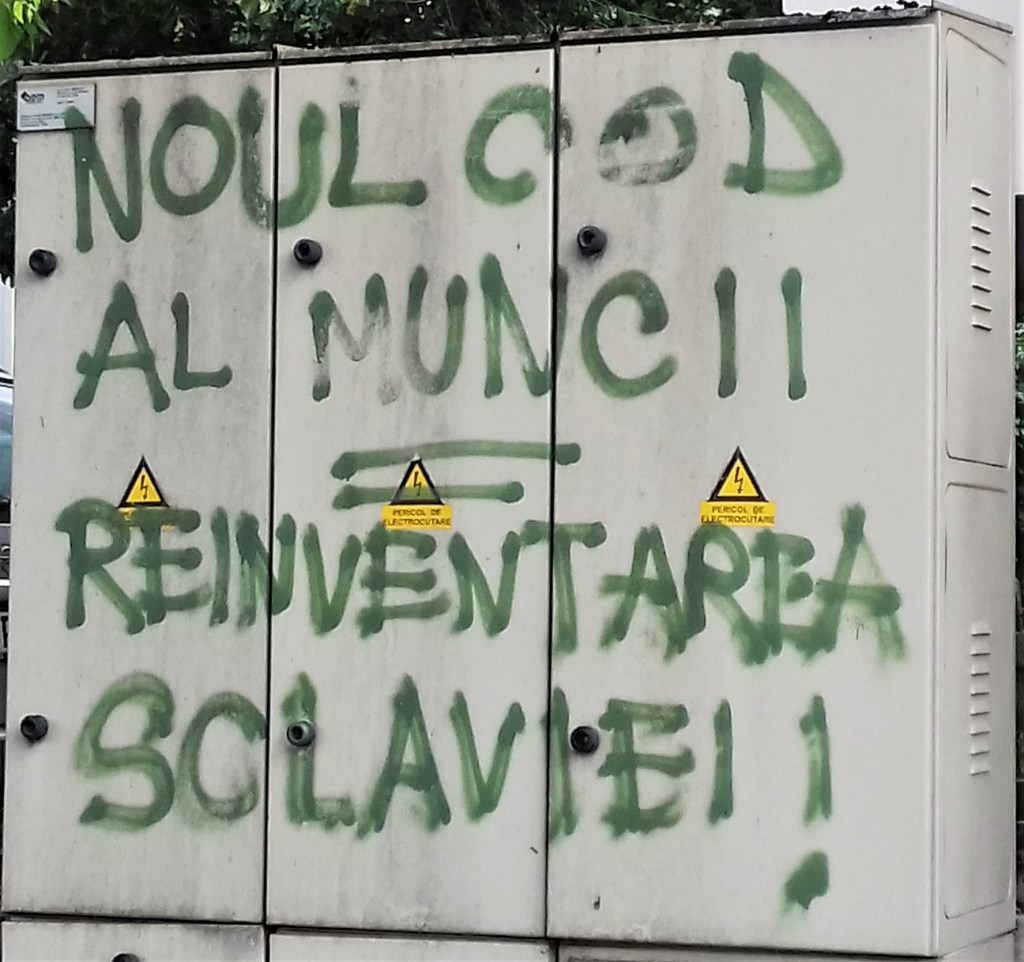 NOUL COD
AL MUNCII
=
PERICOL DE
ELECTROCUTARE
PERICOL DE
ELECTROCUTARE
REINVENTAREA
SCLAVIEI!